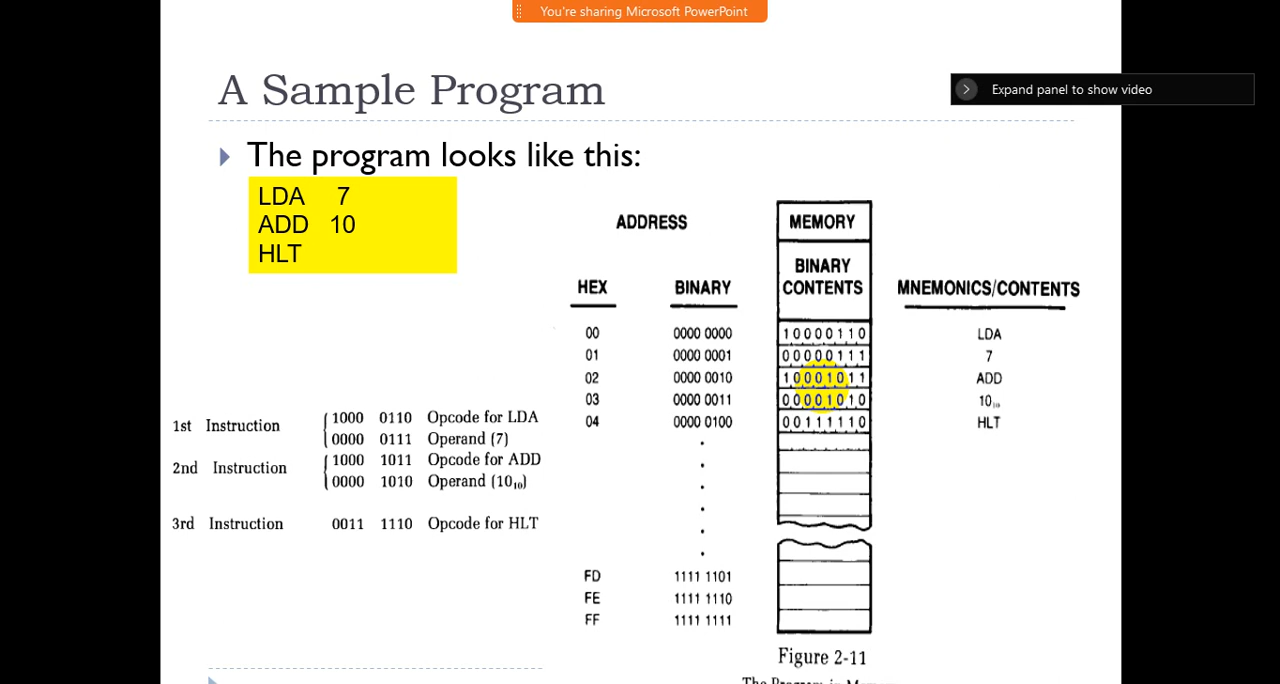 You're sharing Microsoft PowerPoint
A Sample Program
Expand panel to show video
The program looks like this:
LDA 7
ADD 10
HLT
ADDRESS
MEMORY
HEX BINARY BINARY CONTENTS MNEMONICS/CONTENTS
00 0000 0000 10000110 LDA
01 0000 0001 00000111 7
02 0000 0010 10001011 ADD
03 0000 0011 00001010 10₁₀
04 0000 0100 00111110 HLT
1st Instruction 1000 0110 Opcode for LDA
0000 0111 Operand (7)
2nd Instruction 1000 1011 Opcode for ADD
0000 1010 Operand (10₁₀)
3rd Instruction 0011 1110 Opcode for HLT
FD 1111 1101
FE 1111 1110
FF 1111 1111
Figure 2-11